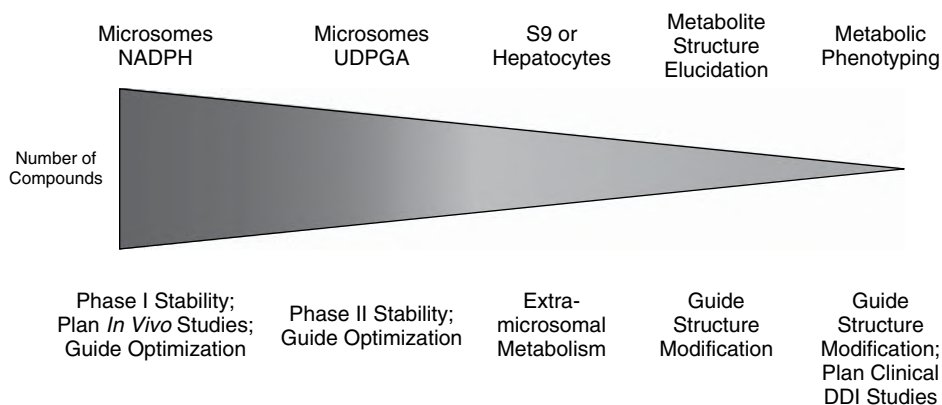 Microsomes
NADPH
Microsomes
UDPGA
S9 or
Hepatocytes
Metabolite
Structure
Elucidation
Metabolic
Phenotyping
Number of
Compounds
Phase I Stability;
Plan In Vivo Studies;
Guide Optimization
Phase II Stability;
Guide Optimization
Extra-
microsomal
Metabolism
Guide
Structure
Modification
Guide
Structure
Modification;
Plan Clinical
DDI Studies